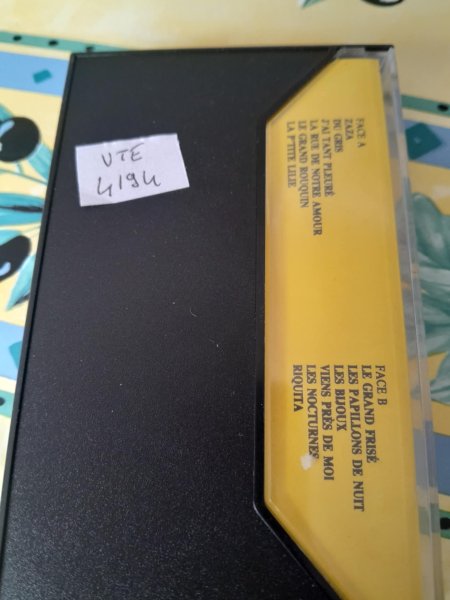 VTE
4194
FACE A
ZAZA
DU GRIS
J'AI TANT PLEURÉ
LA RUE DE NOTRE AMOUR
LE GRAND ROUQUIN
LA P'TITE LILIE
FACE B
LE GRAND FRISÉ
LES PAPILLONS DE NUIT
LES BIJOUX
VIENS PRÈS DE MOI
LES NOCTURNES
RIQUITA